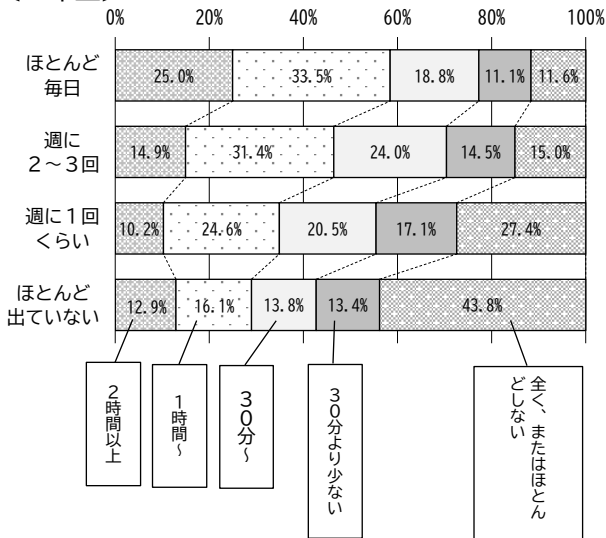 0% 20% 40% 60% 80% 100%
ほとんど
毎日
25.0% 33.5% 18.8% 11.1% 11.6%
週に
2～3回
14.9% 31.4% 24.0% 14.5% 15.0%
週に1回
くらい
10.2% 24.6% 20.5% 17.1% 27.4%
ほとんど
出ていない
12.9% 16.1% 13.8% 13.4% 43.8%
2時間以上
1時間～
30分～
30分より少ない
全く、またはほとん
どしない